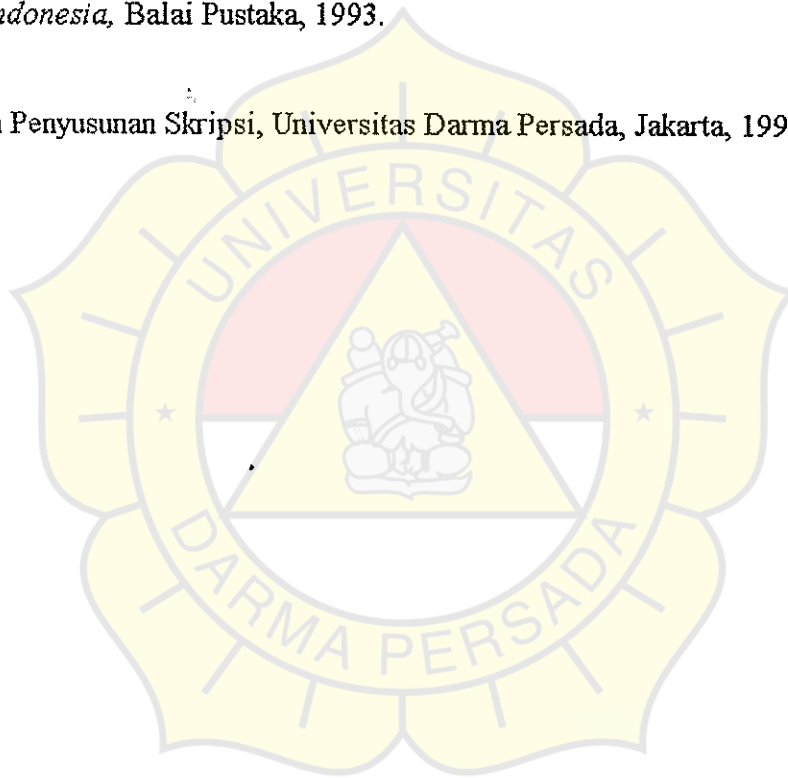 ndonesia, Balai Pustaka, 1993.
Penyusunan Skripsi, Universitas Darma Persada, Jakarta, 199
UNIVERSITAS
DARMA PERSADA